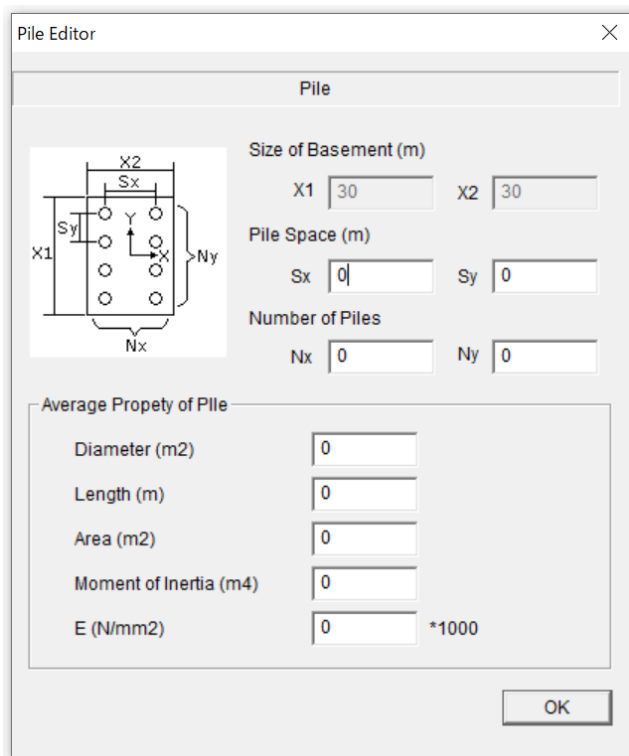 Pile Editor
Pile
Size of Basement (m)
X1 30 X2 30
Pile Space (m)
Sx 0 Sy 0
Number of Piles
Nx 0 Ny 0
X2
Sx
Sy Y
X1 X Ny
Nx
Average Propety of PIle
Diameter (m2) 0
Length (m) 0
Area (m2) 0
Moment of Inertia (m4) 0
E (N/mm2) 0 *1000
OK